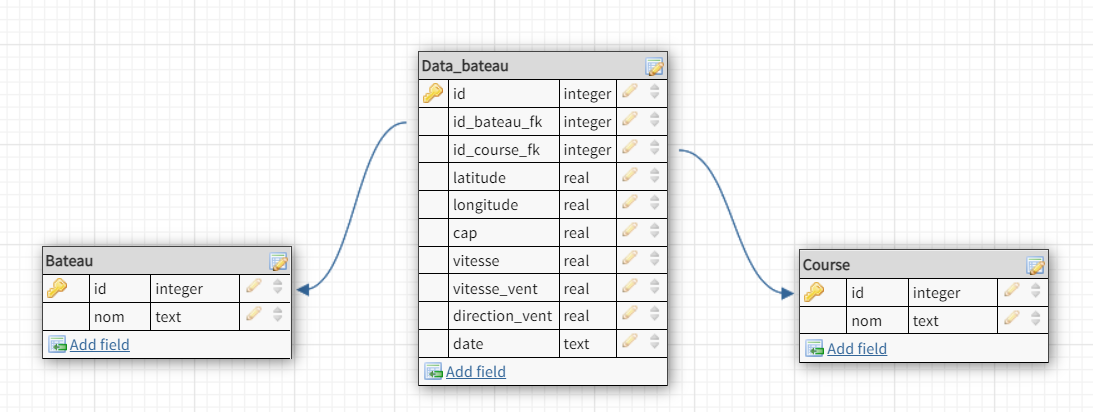 Data_bateau
id integer
id_bateau_fk integer
id_course_fk integer
latitude real
longitude real
cap real
vitesse real
vitesse_vent real
direction_vent real
date text
Add field
Bateau
id integer
nom text
Add field
Course
id integer
nom text
Add field